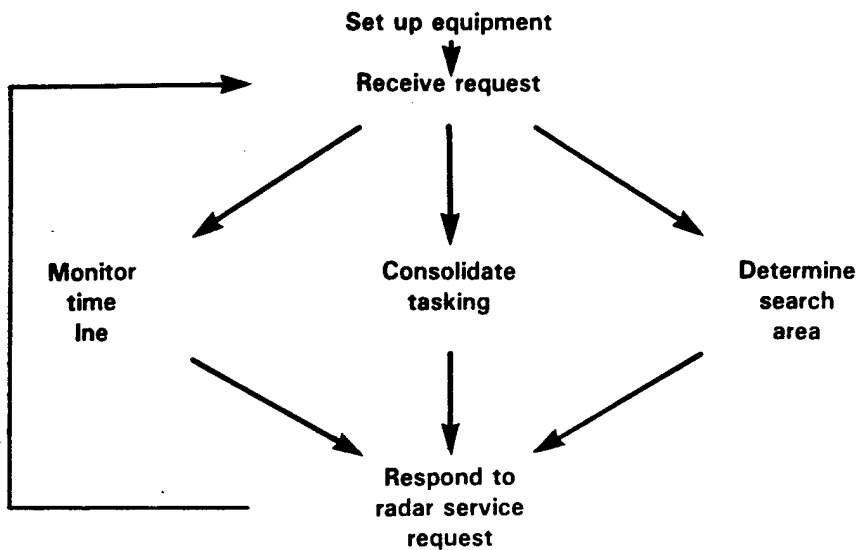 Set up equipment
Receive request
Monitor
time
lne
Consolidate
tasking
Determine
search
area
Respond to
radar service
request